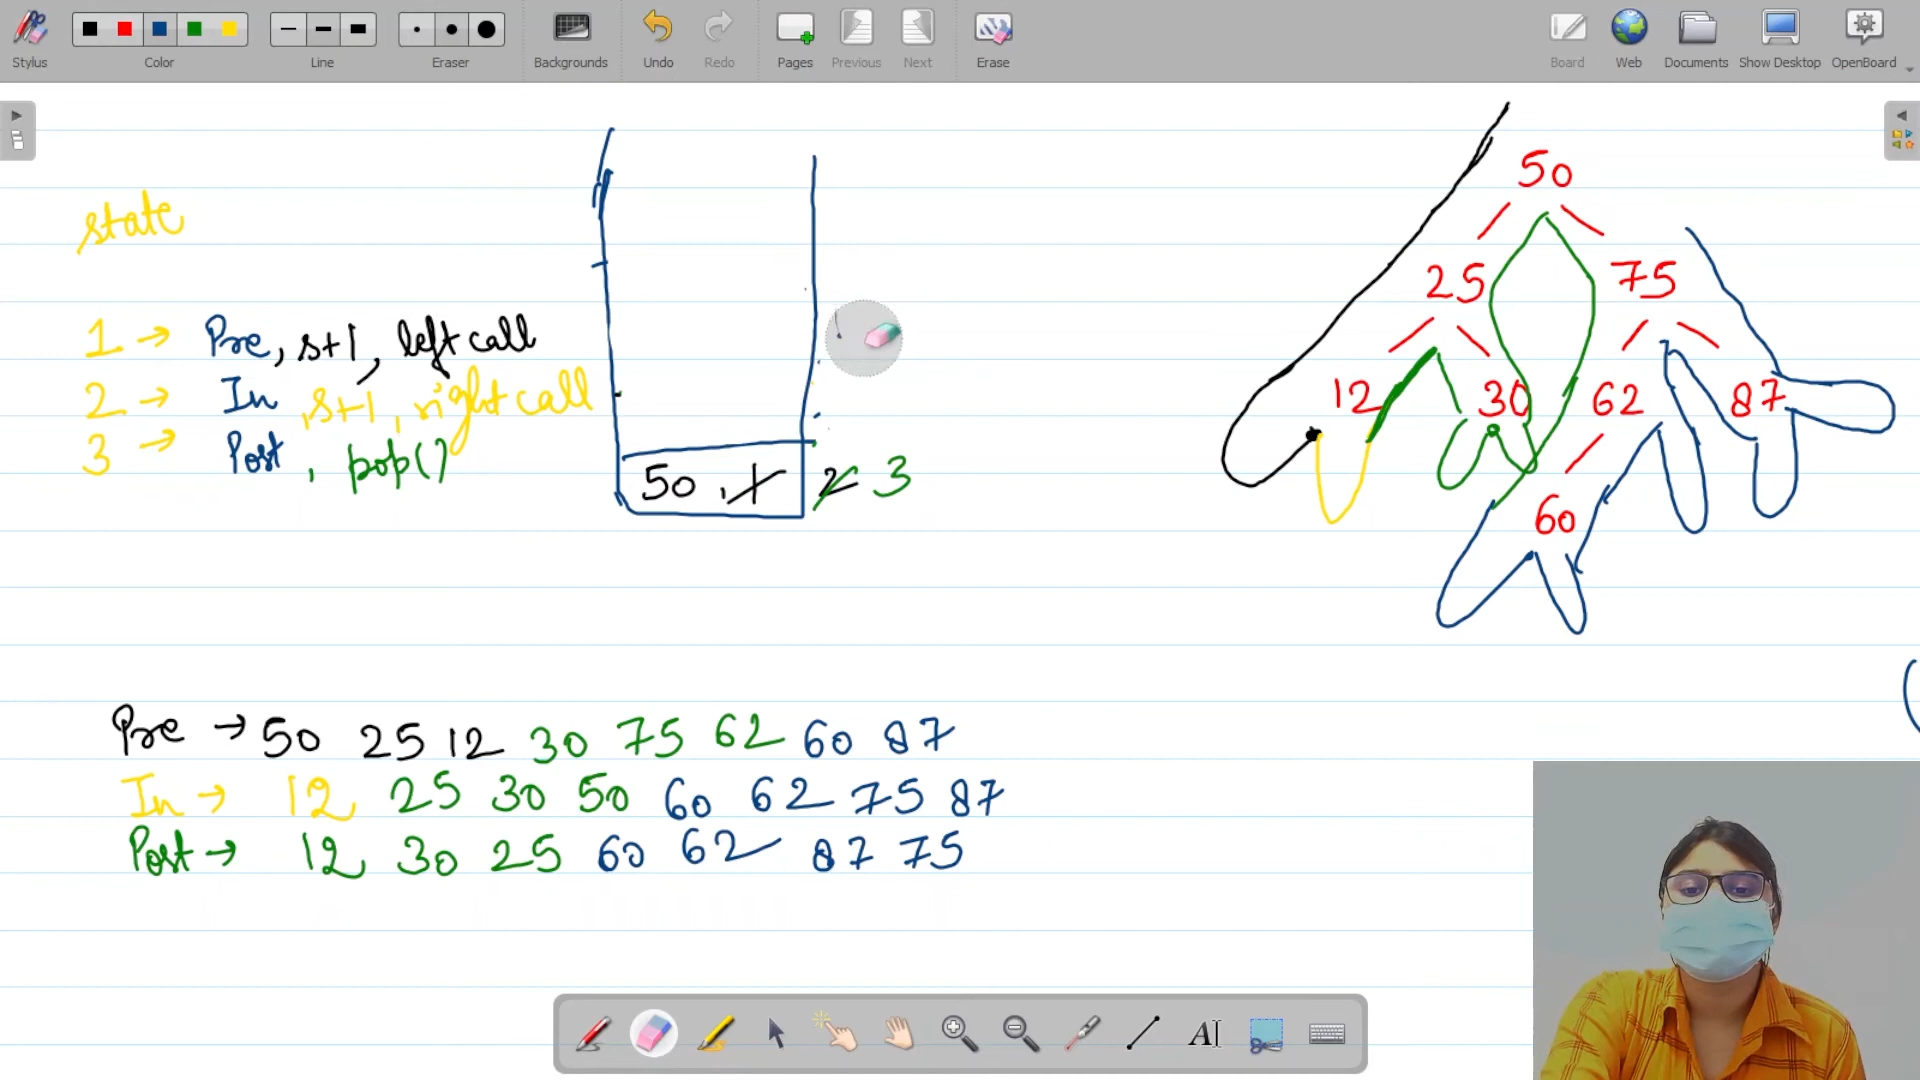 Stylus Color Line Eraser Backgrounds Undo Redo Pages Previous Next Erase Board Web Documents Show Desktop OpenBoard
state
1 → Pre, s+1, left call
2 → In , s+1, right call
3 → Post , pop()
50 , 1 2 3
50
25 75
12 30 62 87
60
Pre → 50 25 12 30 75 62 60 87
In → 12 25 30 50 60 62 75 87
Post → 12 30 25 60 62 87 75